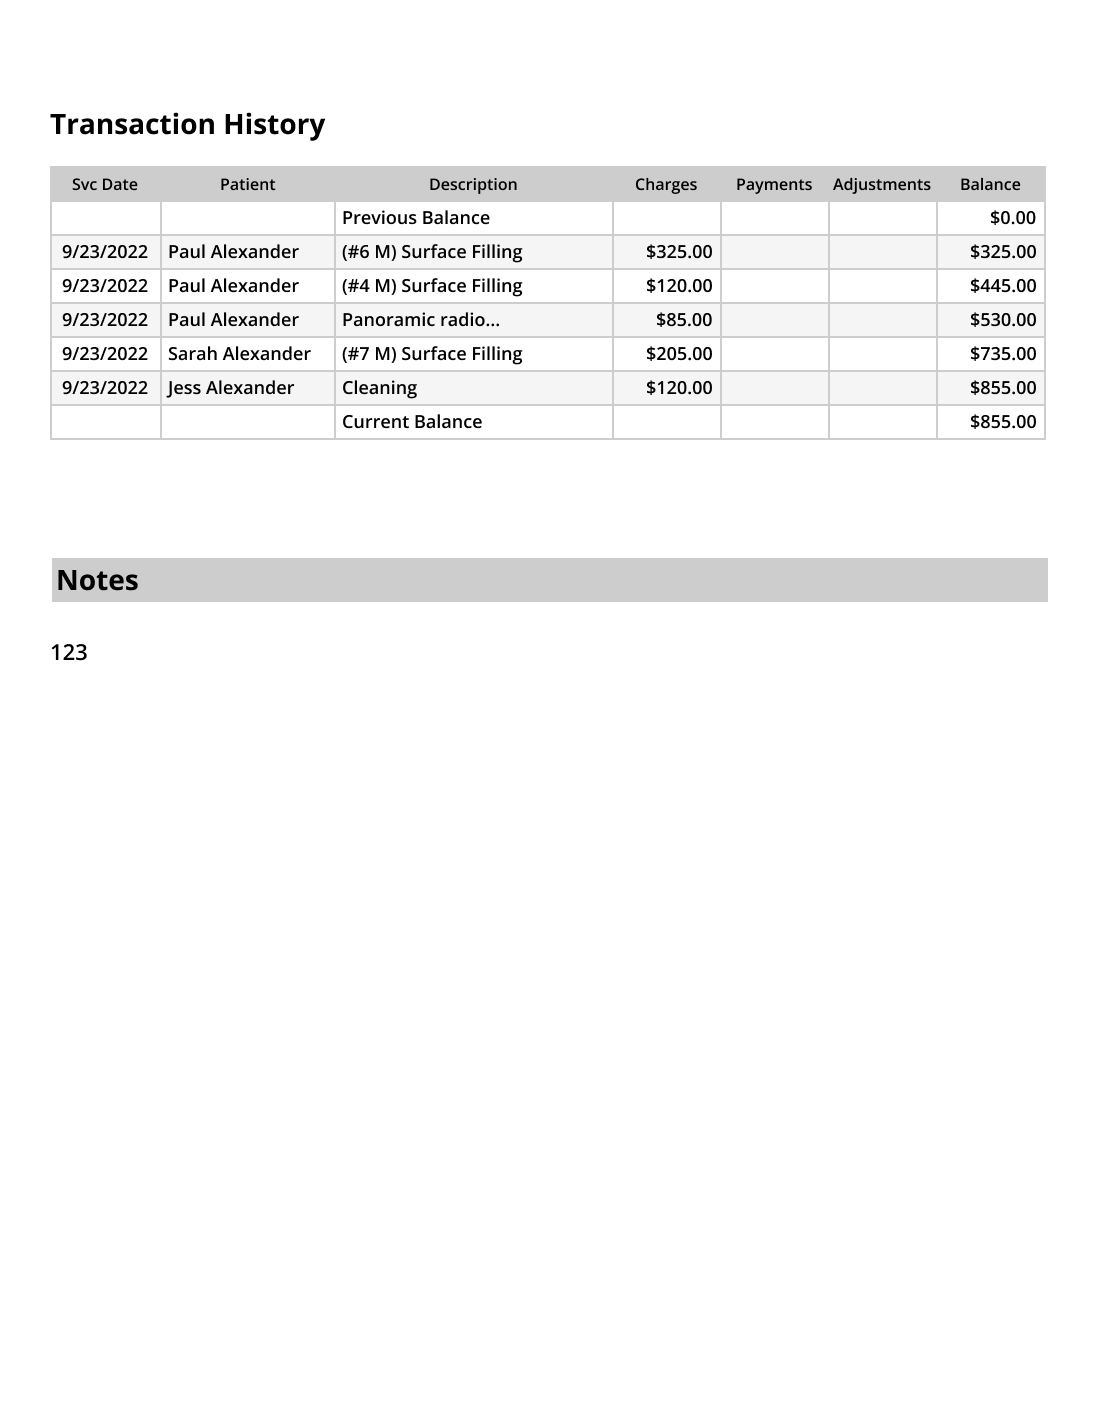 Transaction History
Svc Date Patient Description Charges Payments Adjustments Balance
Previous Balance $0.00
9/23/2022 Paul Alexander (#6 M) Surface Filling $325.00 $325.00
9/23/2022 Paul Alexander (#4 M) Surface Filling $120.00 $445.00
9/23/2022 Paul Alexander Panoramic radio... $85.00 $530.00
9/23/2022 Sarah Alexander (#7 M) Surface Filling $205.00 $735.00
9/23/2022 Jess Alexander Cleaning $120.00 $855.00
Current Balance $855.00
Notes
123